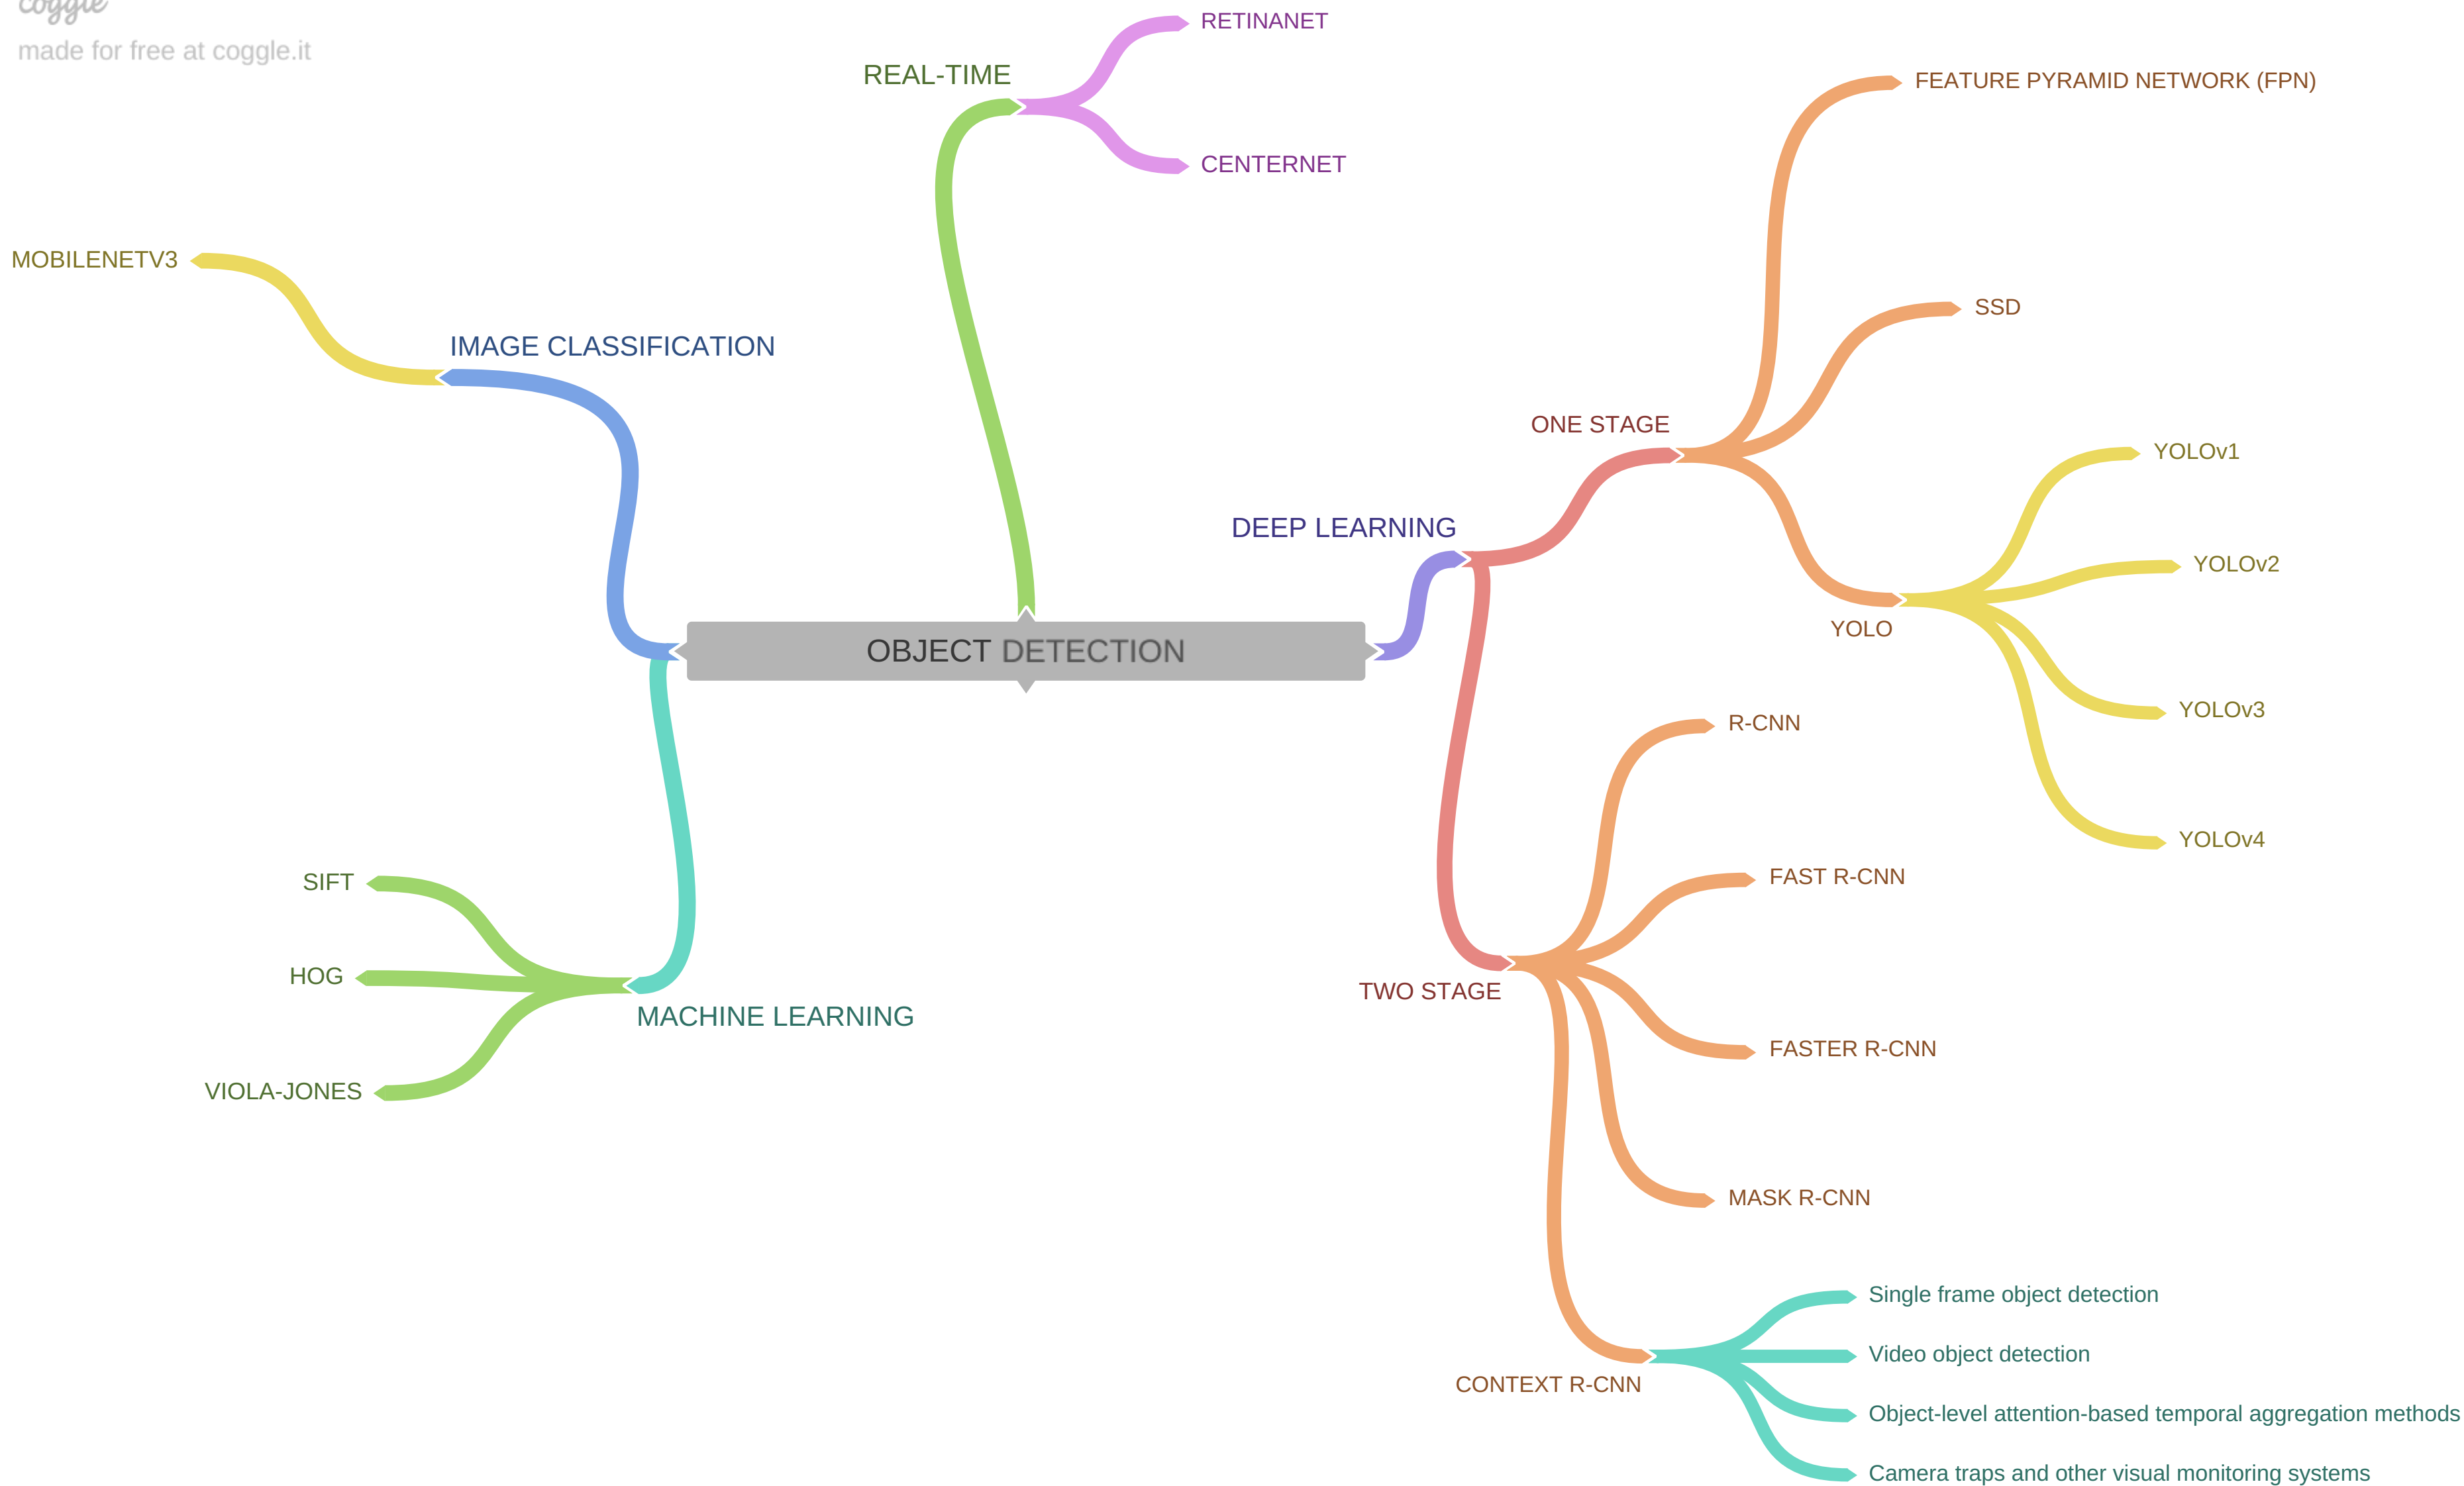 coggle
made for free at coggle.it
RETINANET
REAL-TIME
CENTERNET
MOBILENETV3
IMAGE CLASSIFICATION
FEATURE PYRAMID NETWORK (FPN)
SSD
ONE STAGE
YOLOv1
DEEP LEARNING
YOLOv2
YOLO
OBJECT DETECTION
YOLOv3
YOLOv4
R-CNN
FAST R-CNN
TWO STAGE
FASTER R-CNN
MASK R-CNN
SIFT
HOG
MACHINE LEARNING
VIOLA-JONES
CONTEXT R-CNN
Single frame object detection
Video object detection
Object-level attention-based temporal aggregation methods
Camera traps and other visual monitoring systems